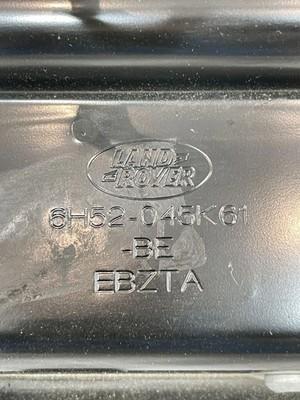 LAND
ROVER
6H52-045K61
-BE
EBZTA